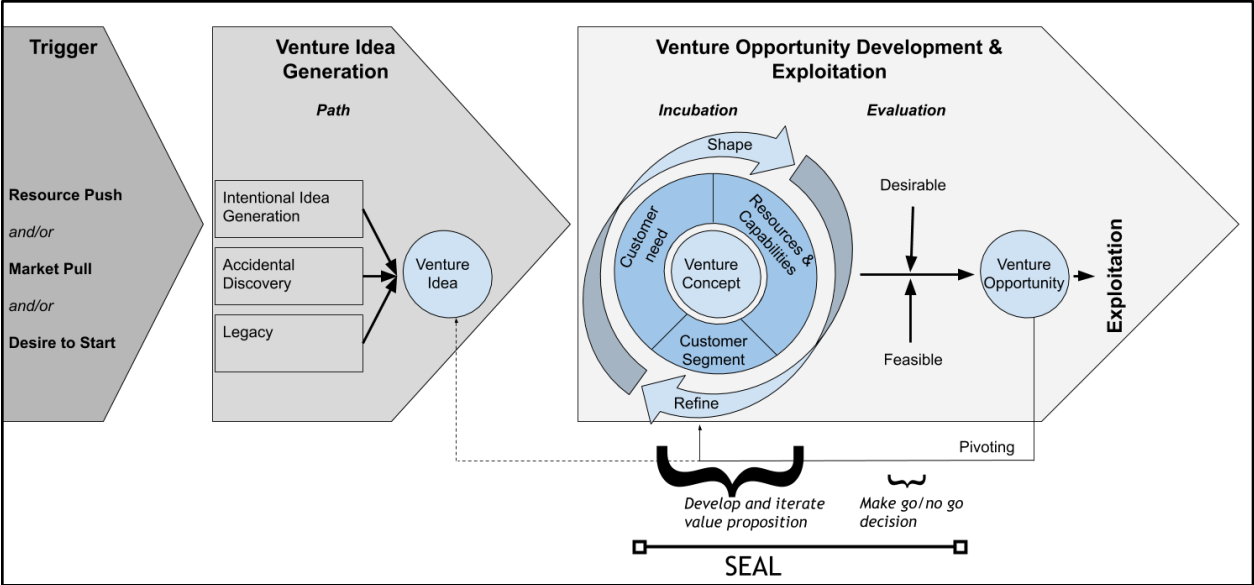 Trigger
Resource Push
and/or
Market Pull
and/or
Desire to Start
Venture Idea
Generation
Path
Intentional Idea
Generation
Accidental
Discovery
Legacy
Venture
Idea
Venture Opportunity Development &
Exploitation
Incubation
Evaluation
Shape
Customer
need
Resources &
Capabilities
Venture
Concept
Customer
Segment
Refine
Desirable
Feasible
Venture
Opportunity
Exploitation
Pivoting
Develop and iterate
value proposition
Make go/no go
decision
SEAL